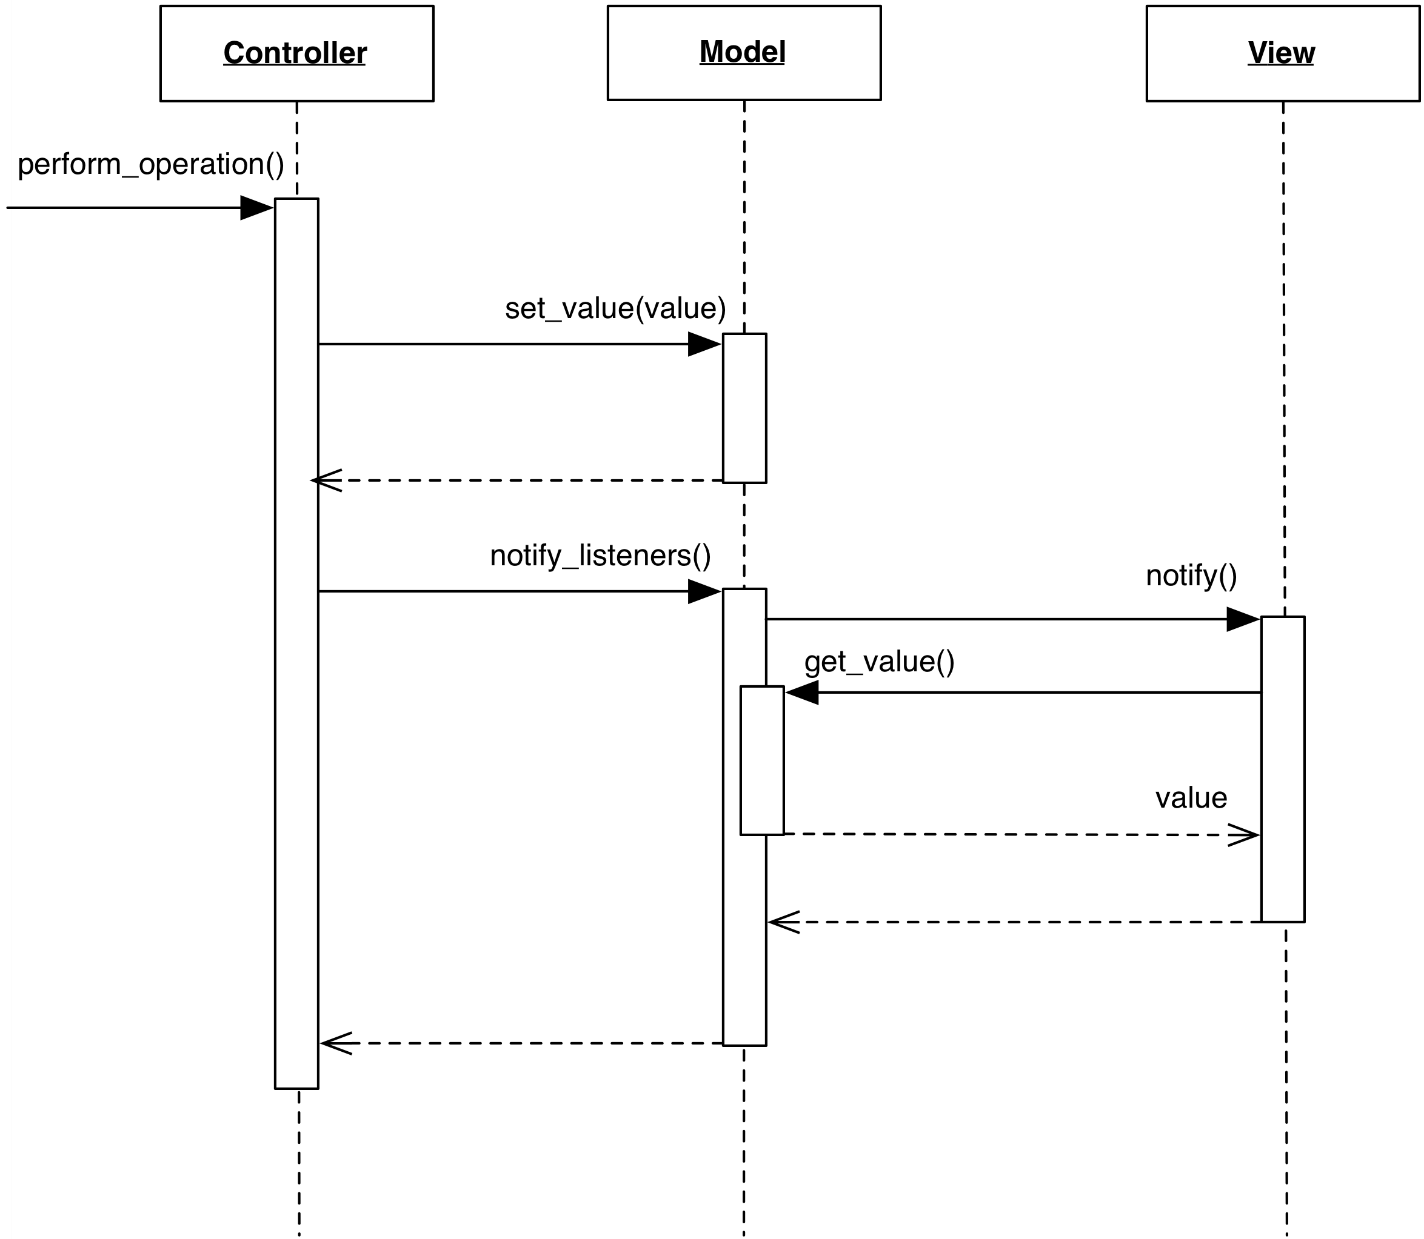 Controller
Model
View
perform_operation()
set_value(value)
notify_listeners()
notify()
get_value()
value